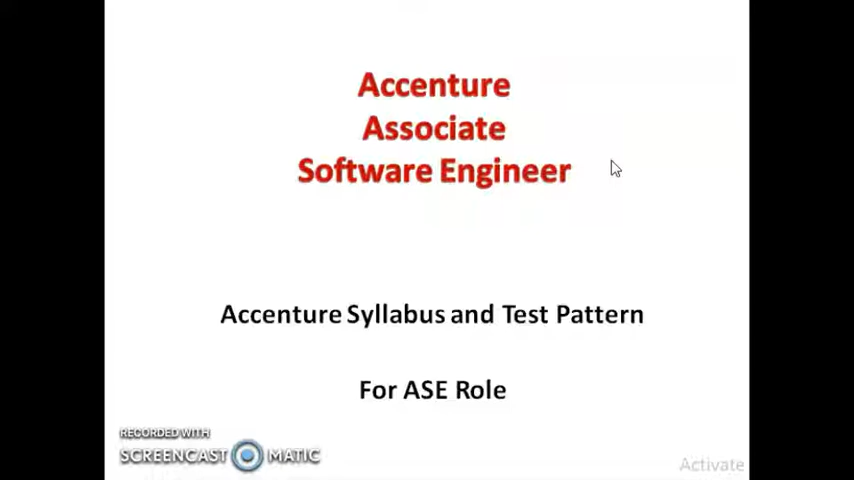 Accenture
Associate
Software Engineer
Accenture Syllabus and Test Pattern
For ASE Role
RECORDED WITH
SCREENCAST MATIC
Activate